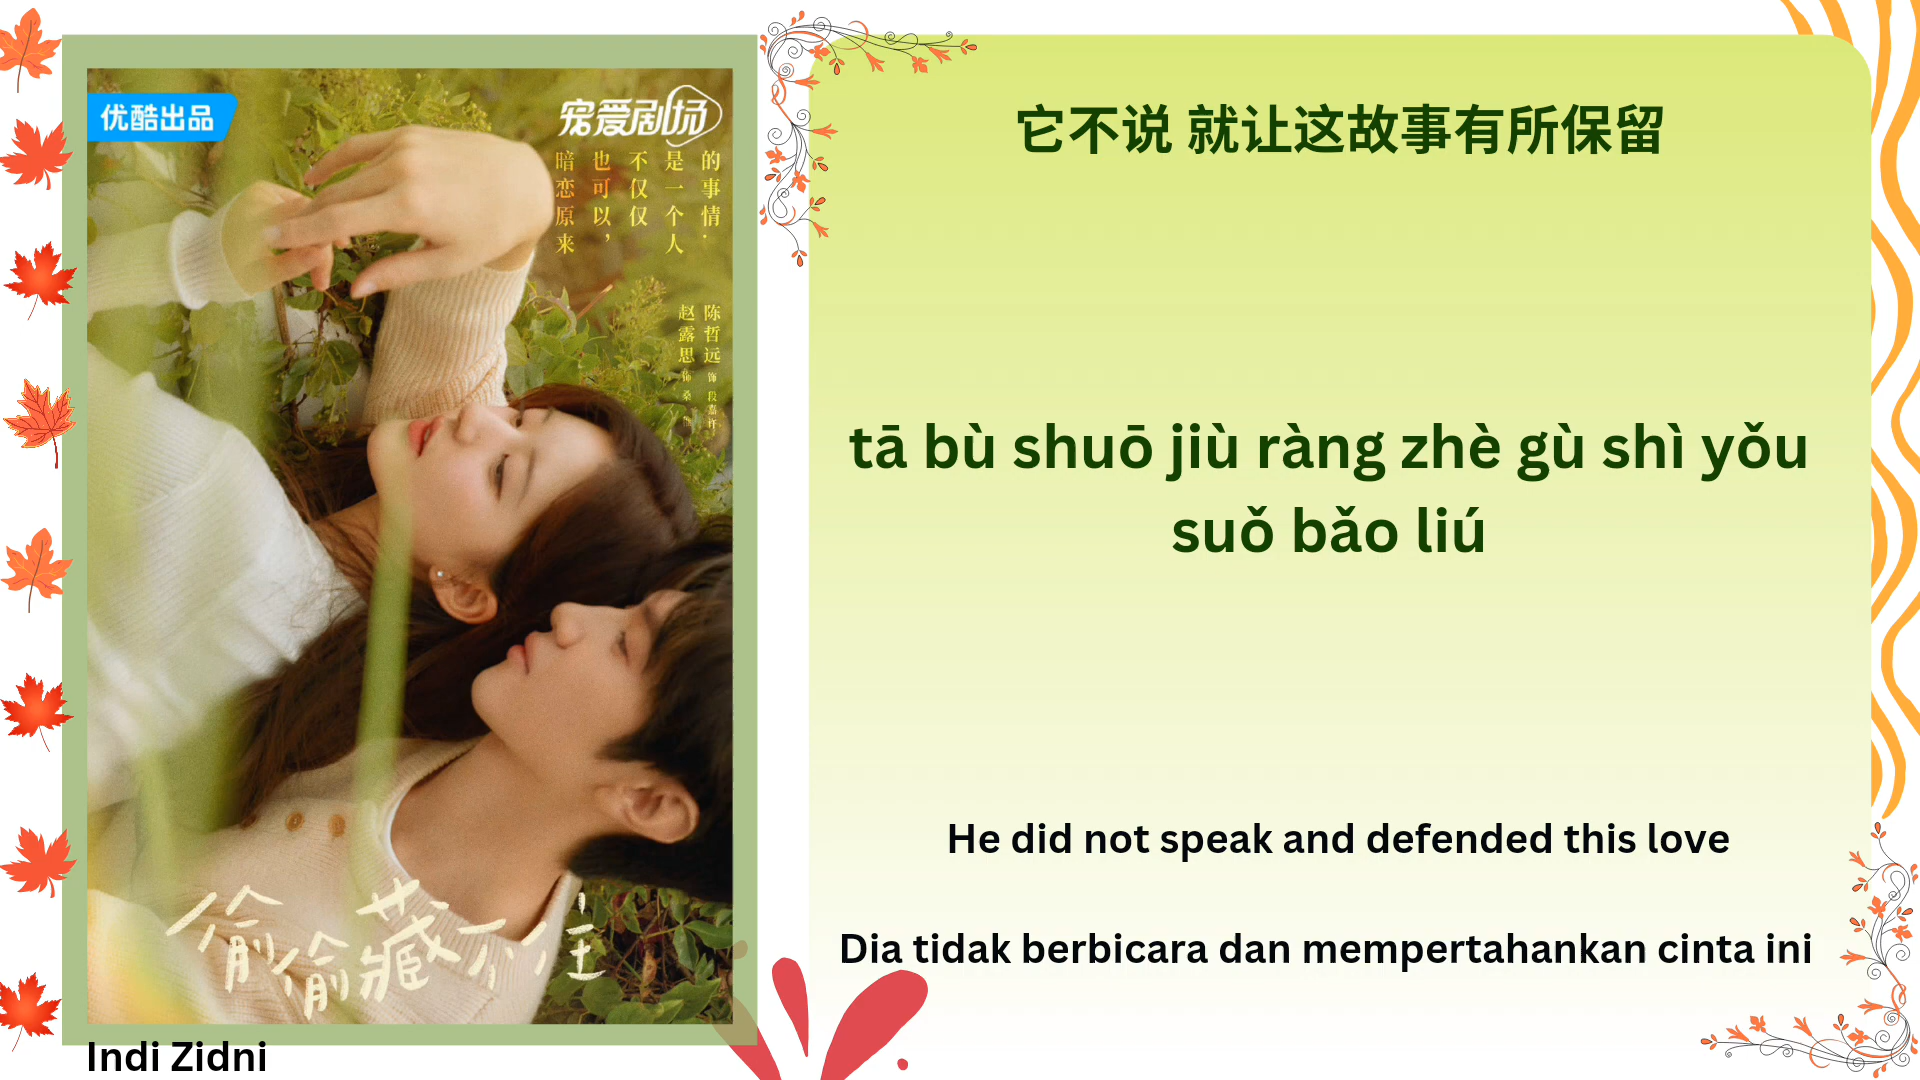 优酷出品
宠爱剧场
暗恋原来
也可以，
不仅仅
是一个人
的事情·
赵露思
陈哲远 饰 段嘉许
偷偷藏不住
它不说 就让这故事有所保留
tā bù shuō jiù ràng zhè gù shì yǒu
suǒ bǎo liú
He did not speak and defended this love
Dia tidak berbicara dan mempertahankan cinta ini
Indi Zidni